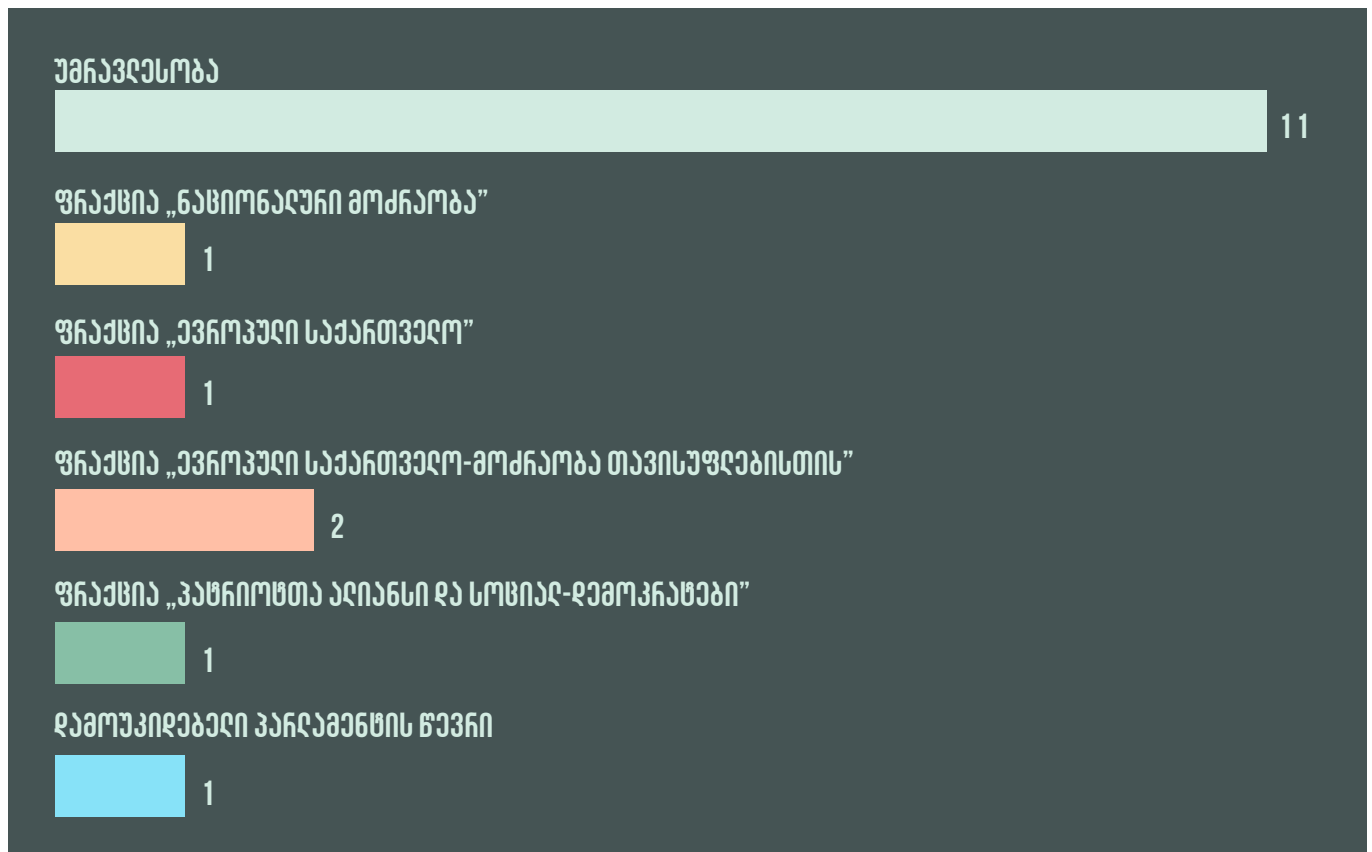 უმრავლესობა
11
ფრაქცია „ნაციონალური მოძრაობა”
1
ფრაქცია „ევროპული საქართველო”
1
ფრაქცია „ევროპული საქართველო-მოძრაობა თავისუფლებისთის”
2
ფრაქცია „პატრიოტთა ალიანსი და სოციალ-დემოკრატები”
1
დამოუკიდებელი პარლამენტის წევრი
1